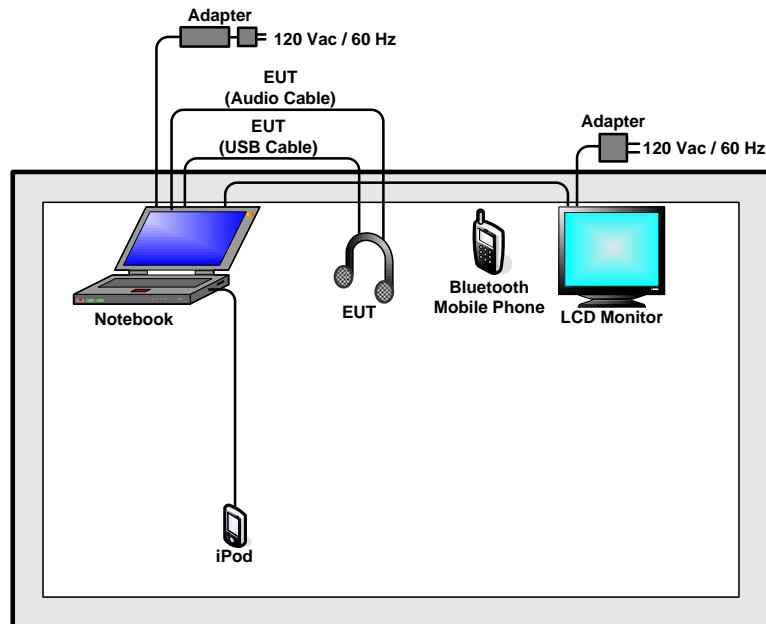 Adapter
120 Vac / 60 Hz
EUT
(Audio Cable)
EUT
(USB Cable)
Adapter
120 Vac / 60 Hz
Notebook
EUT
Bluetooth
Mobile Phone
LCD Monitor
iPod